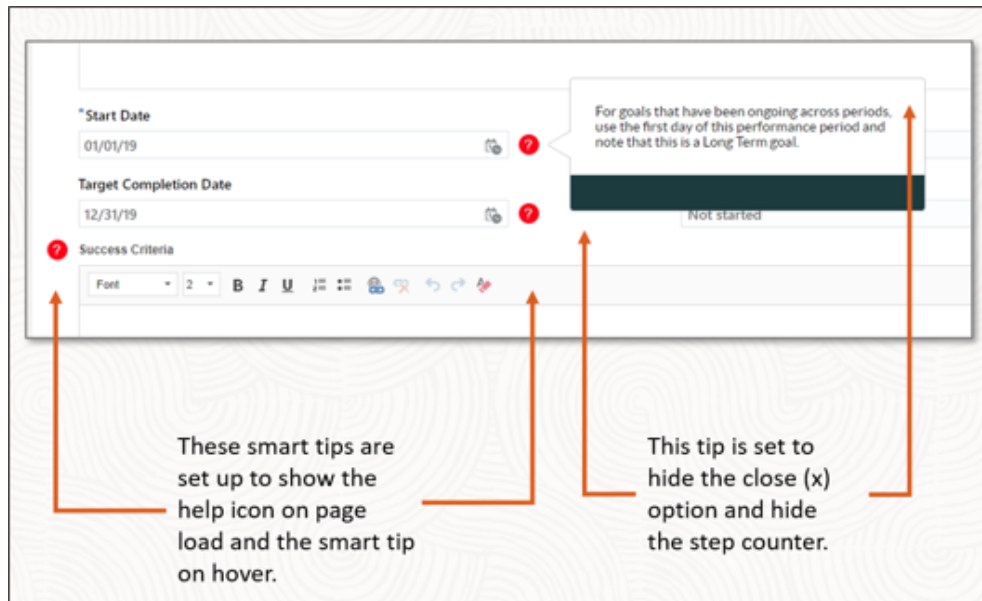 *Start Date
01/01/19
?
For goals that have been ongoing across periods,
use the first day of this performance period and
note that this is a Long Term goal.
Target Completion Date
12/31/19
?
Not started
? Success Criteria
Font 2 B I U
These smart tips are
set up to show the
help icon on page
load and the smart tip
on hover.
This tip is set to
hide the close (x)
option and hide
the step counter.